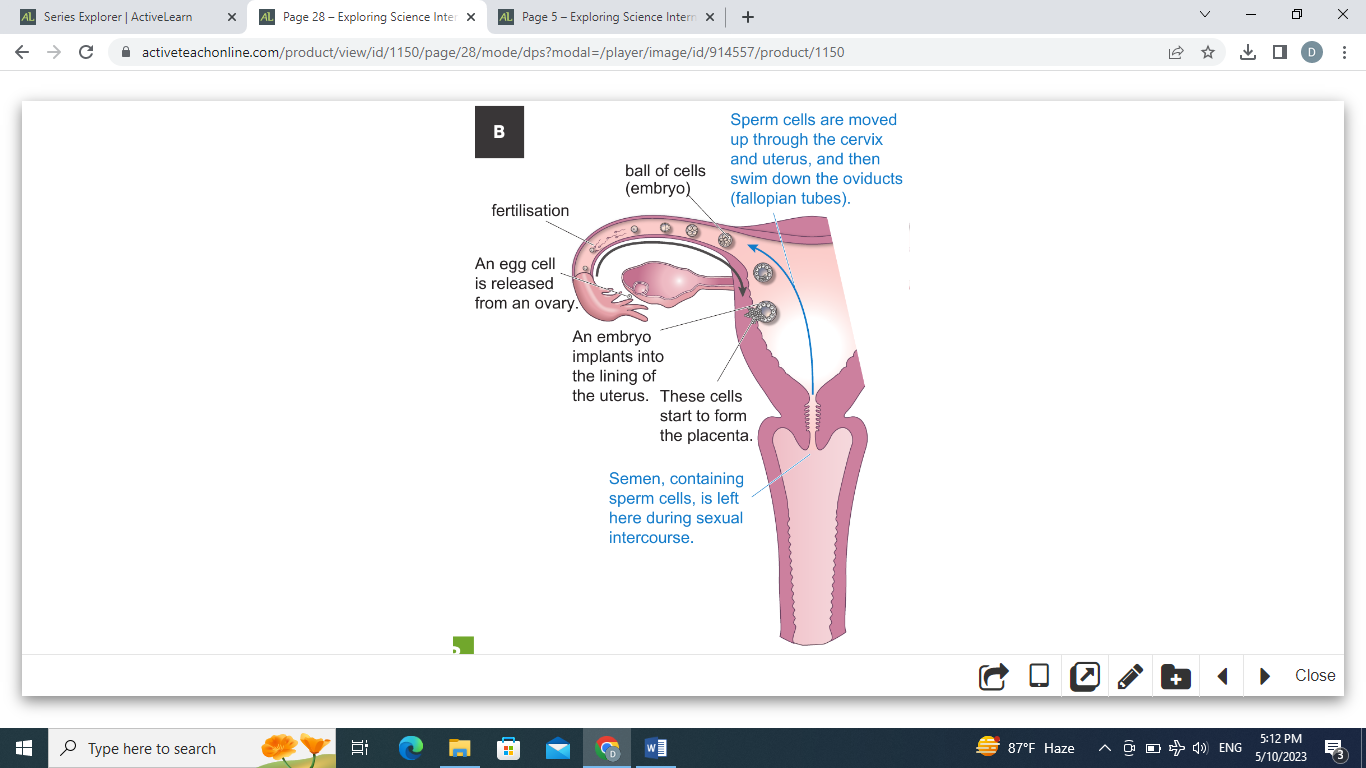 Series Explorer | ActiveLearn
Page 28 – Exploring Science Inter
Page 5 – Exploring Science Intern
activeteachonline.com/product/view/id/1150/page/28/mode/dps?modal=/player/image/id/914557/product/1150
D
B
Sperm cells are moved
up through the cervix
and uterus, and then
swim down the oviducts
(fallopian tubes).
ball of cells
(embryo)
fertilisation
An egg cell
is released
from an ovary.
An embryo
implants into
the lining of
the uterus.
These cells
start to form
the placenta.
Semen, containing
sperm cells, is left
here during sexual
intercourse.
Close
Type here to search
87°F Haze
ENG
5:12 PM
5/10/2023
3